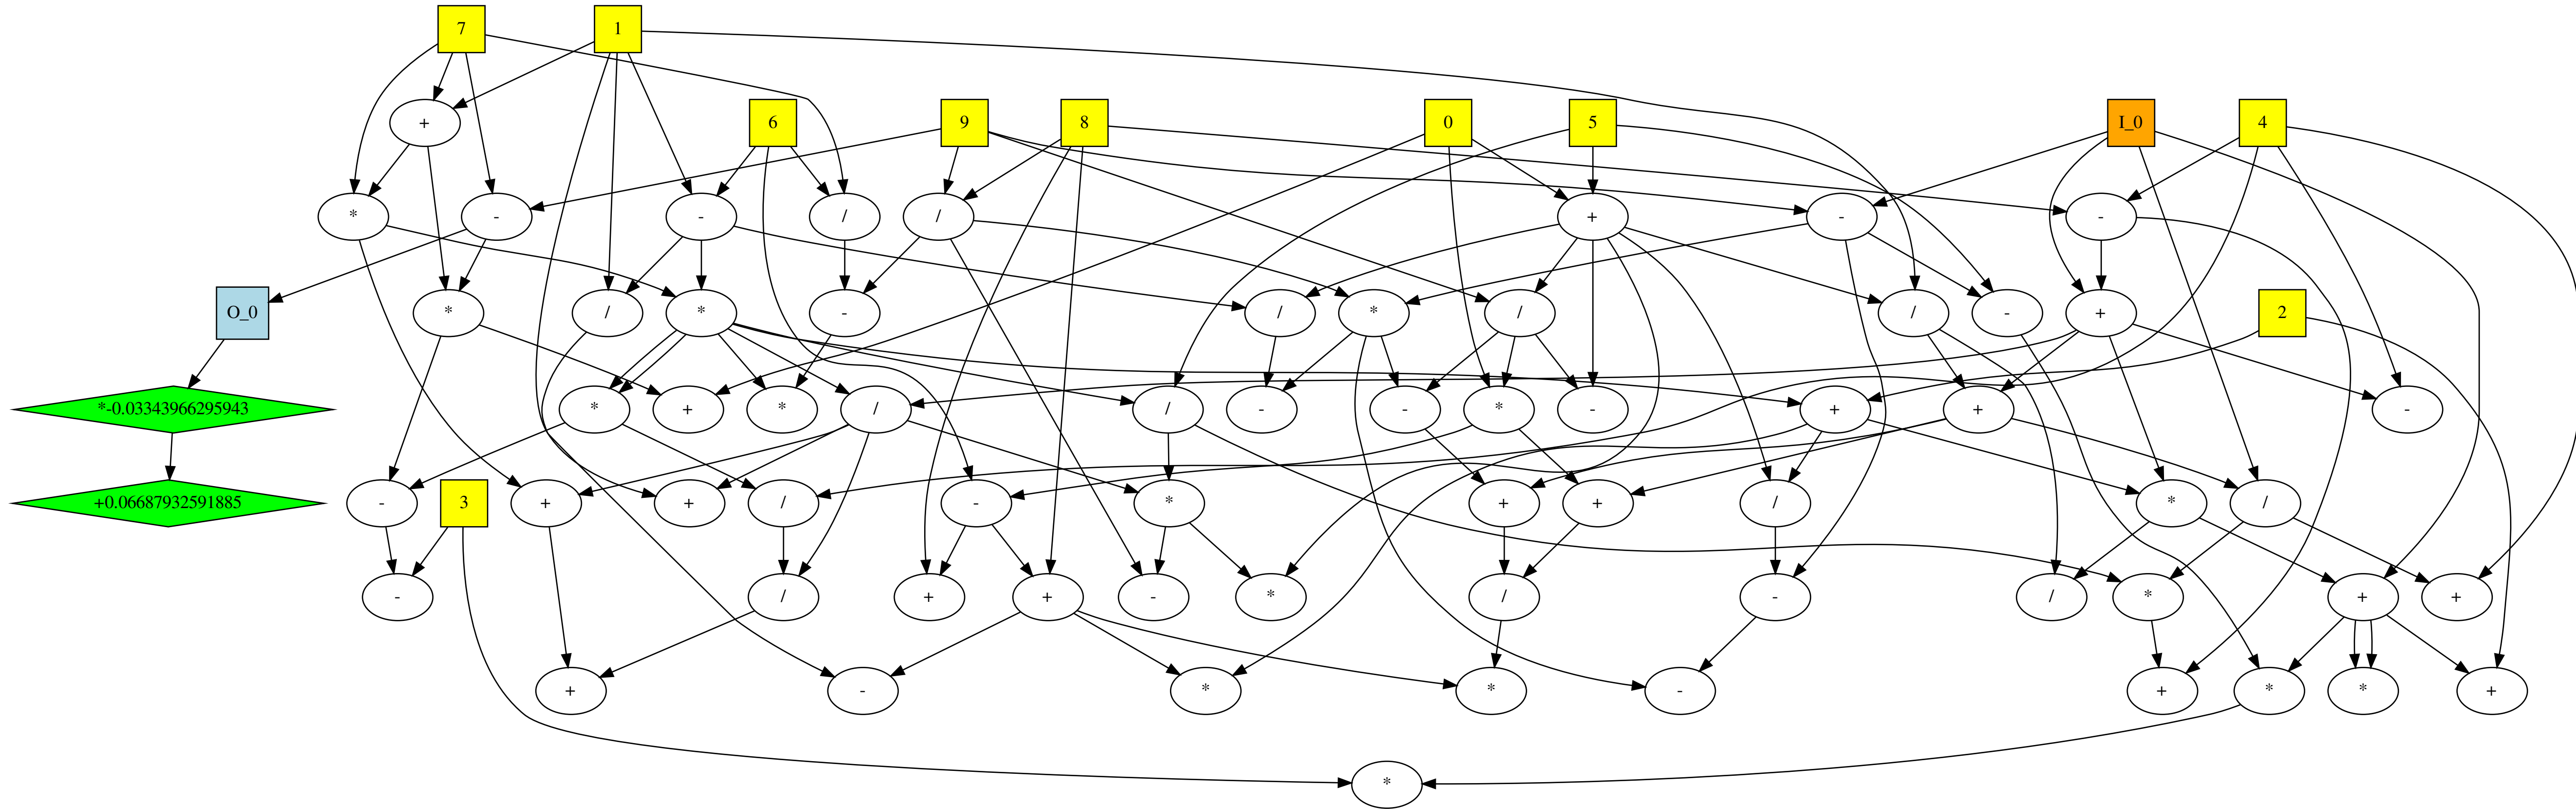 7 1
+ 6 9 8 0 5 I_0 4
* - - / / + - -
O_0 * / * - / * / / - + 2
*-0.03343966295943 * + * / / - - * - + + -
+0.06687932591885 - 3 + + / - * + + / * /
- / + + - * / - / * + +
+ - * * - + * * +
*